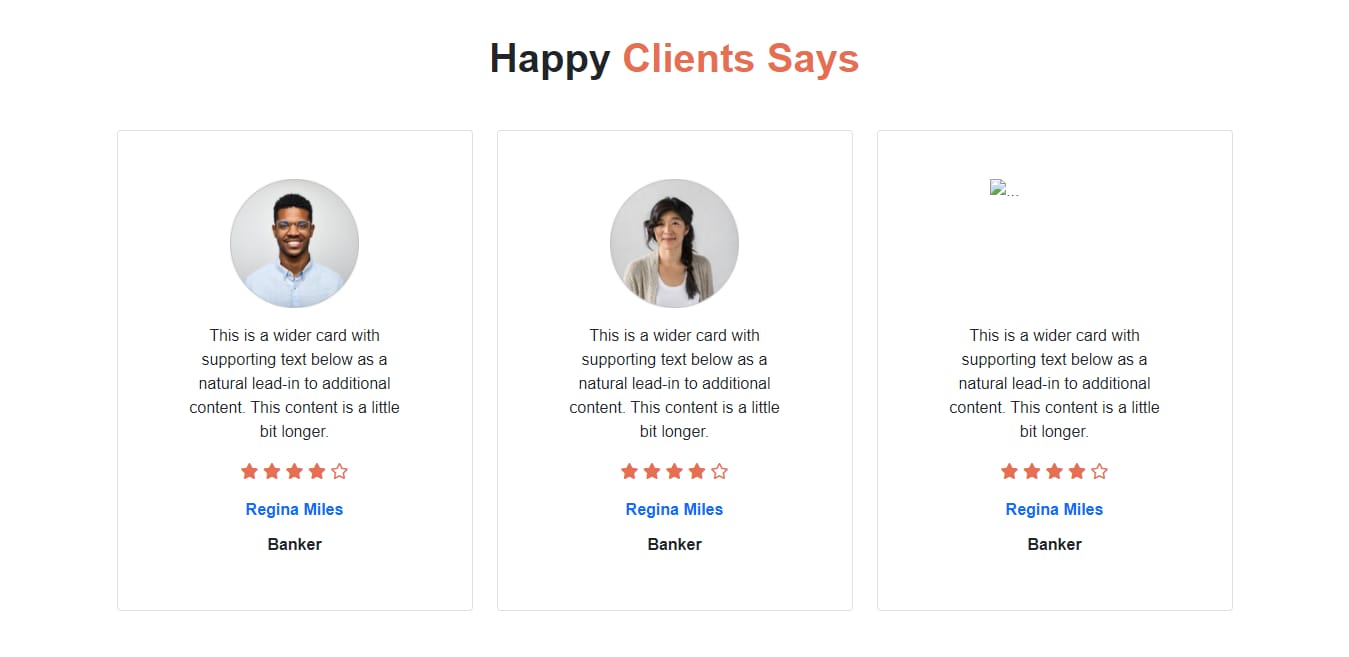 Happy Clients Says
...
This is a wider card with
supporting text below as a
natural lead-in to additional
content. This content is a little
bit longer.
Regina Miles
Banker
This is a wider card with
supporting text below as a
natural lead-in to additional
content. This content is a little
bit longer.
Regina Miles
Banker
This is a wider card with
supporting text below as a
natural lead-in to additional
content. This content is a little
bit longer.
Regina Miles
Banker